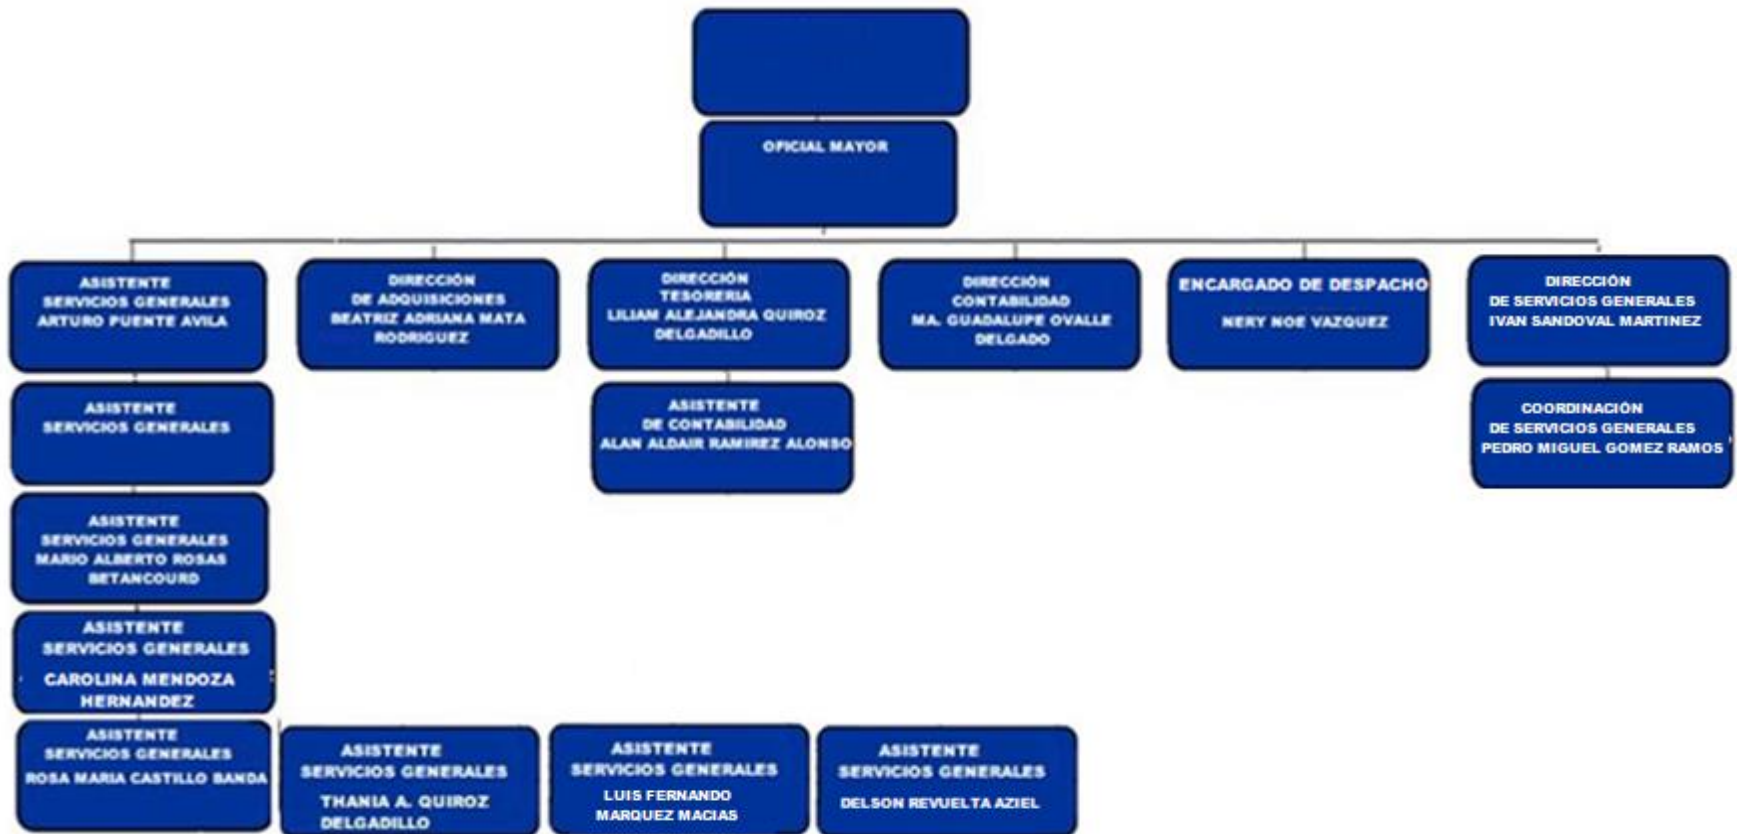 OFICIAL MAYOR
ASISTENTE
SERVICIOS GENERALES
ARTURO PUENTE AVILA
DIRECCIÓN
DE ADQUISICIONES
BEATRIZ ADRIANA MATA
RODRIGUEZ
DIRECCIÓN
TESORERIA
LILIAM ALEJANDRA QUIROZ
DELGADILLO
DIRECCIÓN
CONTABILIDAD
MA. GUADALUPE OVALLE
DELGADO
ENCARGADO DE DESPACHO
NERY NOE VAZQUEZ
DIRECCIÓN
DE SERVICIOS GENERALES
IVAN SANDOVAL MARTINEZ
ASISTENTE
SERVICIOS GENERALES
ASISTENTE
DE CONTABILIDAD
ALAN ALDAIR RAMIREZ ALONSO
COORDINACIÓN
DE SERVICIOS GENERALES
PEDRO MIGUEL GOMEZ RAMOS
ASISTENTE
SERVICIOS GENERALES
MARIO ALBERTO ROSAS
BETANCOURD
ASISTENTE
SERVICIOS GENERALES
CAROLINA MENDOZA
HERNANDEZ
ASISTENTE
SERVICIOS GENERALES
ROSA MARIA CASTILLO BANDA
ASISTENTE
SERVICIOS GENERALES
THANIA A. QUIROZ
DELGADILLO
ASISTENTE
SERVICIOS GENERALES
LUIS FERNANDO
MARQUEZ MACIAS
ASISTENTE
SERVICIOS GENERALES
DELSON REVUELTA AZIEL